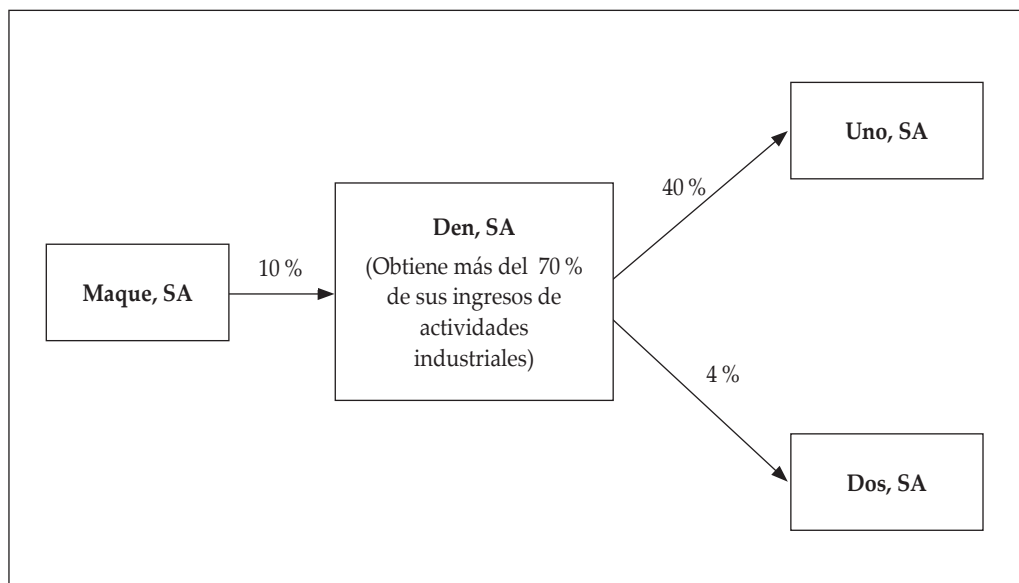 Maque, SA
10 %
Den, SA
(Obtiene más del 70 %
de sus ingresos de
actividades
industriales)
40 %
Uno, SA
4 %
Dos, SA